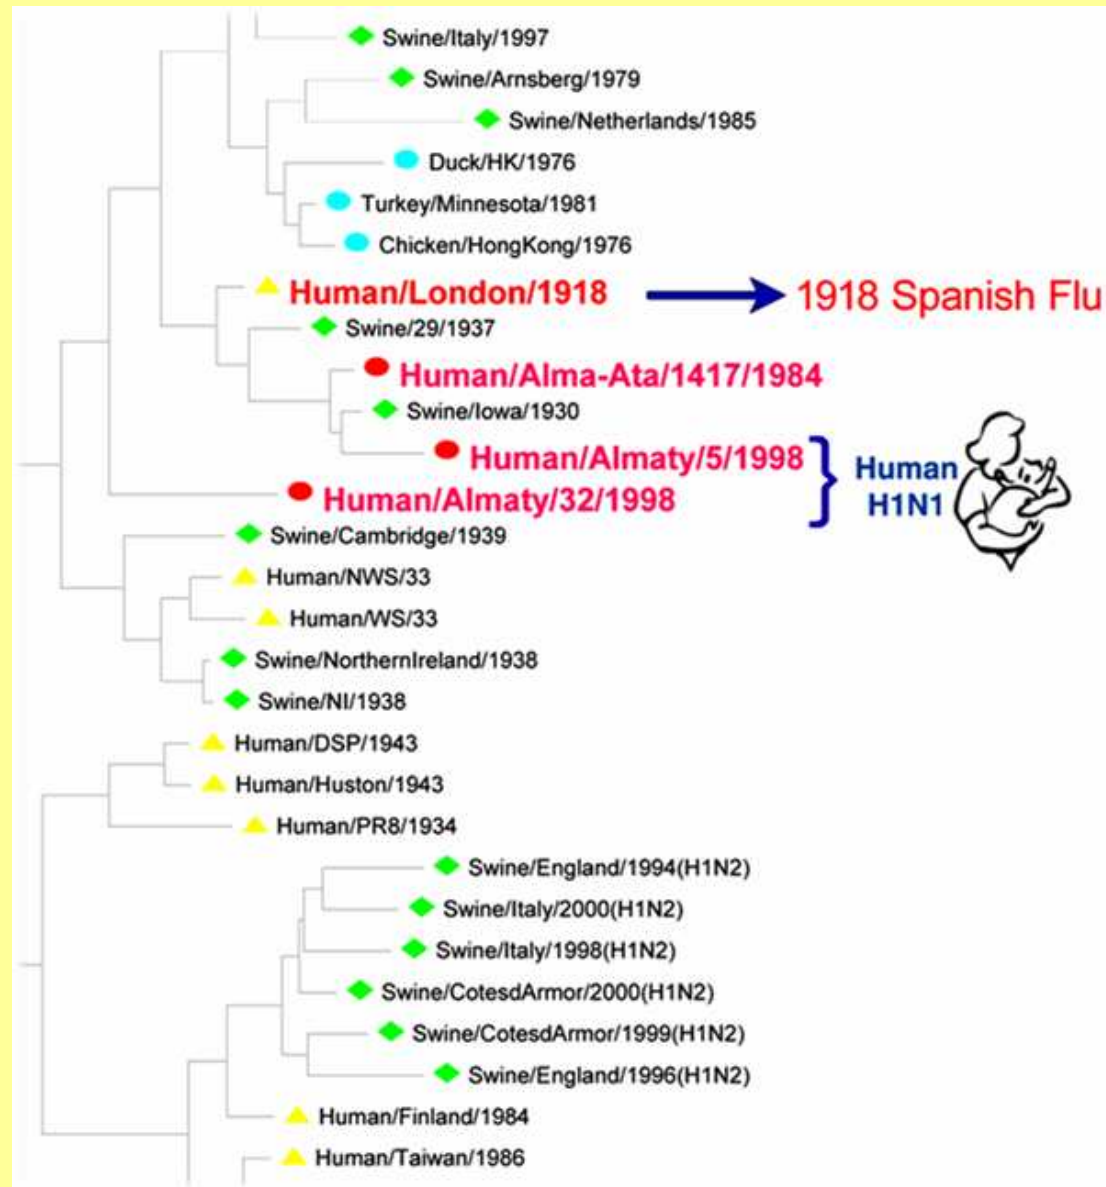 Swine/Italy/1997
Swine/Arnsberg/1979
Swine/Netherlands/1985
Duck/HK/1976
Turkey/Minnesota/1981
Chicken/HongKong/1976
Human/London/1918
1918 Spanish Flu
Swine/29/1937
Human/Alma-Ata/1417/1984
Swine/Iowa/1930
Human/Almaty/5/1998
Human/Almaty/32/1998
Human
H1N1
Swine/Cambridge/1939
Human/NWS/33
Human/WS/33
Swine/NorthernIreland/1938
Swine/NI/1938
Human/DSP/1943
Human/Huston/1943
Human/PR8/1934
Swine/England/1994(H1N2)
Swine/Italy/2000(H1N2)
Swine/Italy/1998(H1N2)
Swine/CotesdArmor/2000(H1N2)
Swine/CotesdArmor/1999(H1N2)
Swine/England/1996(H1N2)
Human/Finland/1984
Human/Taiwan/1986